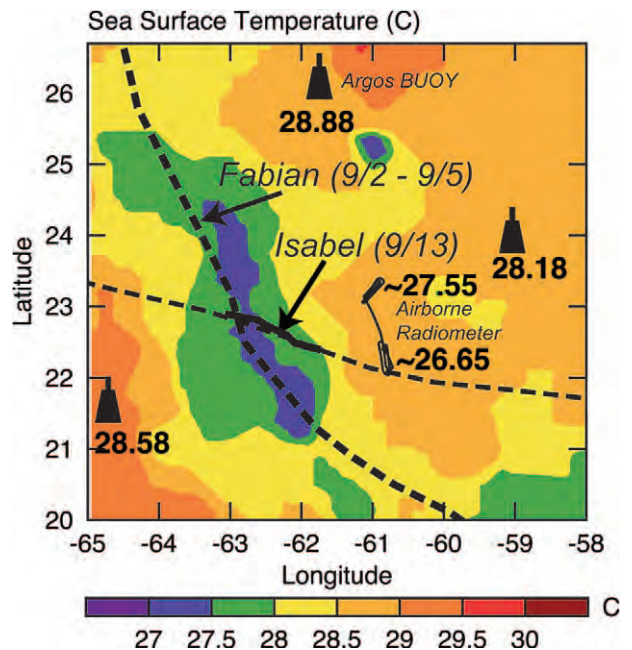 Sea Surface Temperature (C)
Argos BUOY
28.88
Fabian (9/2 - 9/5)
Isabel (9/13)
28.18
~27.55
Airborne
Radiometer
~26.65
28.58
26
25
24
23
22
21
20
Latitude
-65 -64 -63 -62 -61 -60 -59 -58
Longitude
C
27 27.5 28 28.5 29 29.5 30